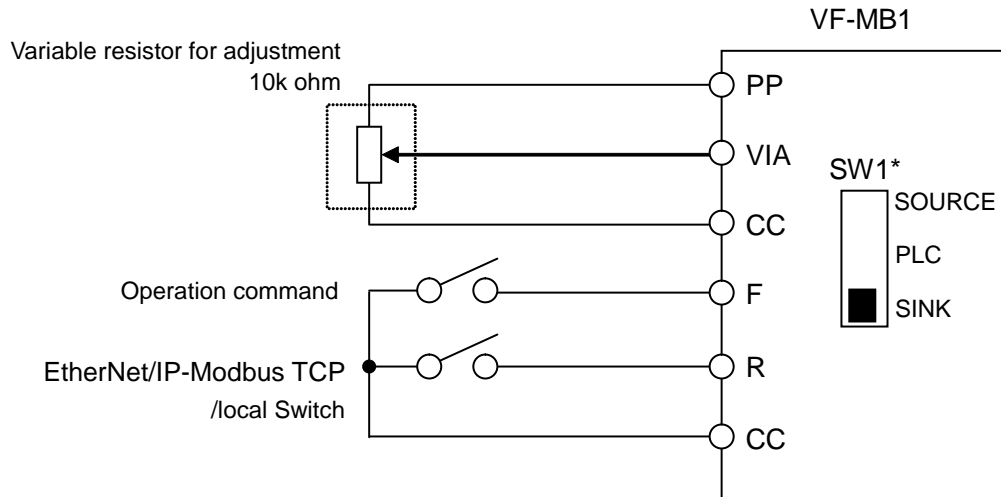 VF-MB1
Variable resistor for adjustment
10k ohm
PP
VIA
CC
SW1*
SOURCE
PLC
SINK
Operation command
F
EtherNet/IP-Modbus TCP
/local Switch
R
CC